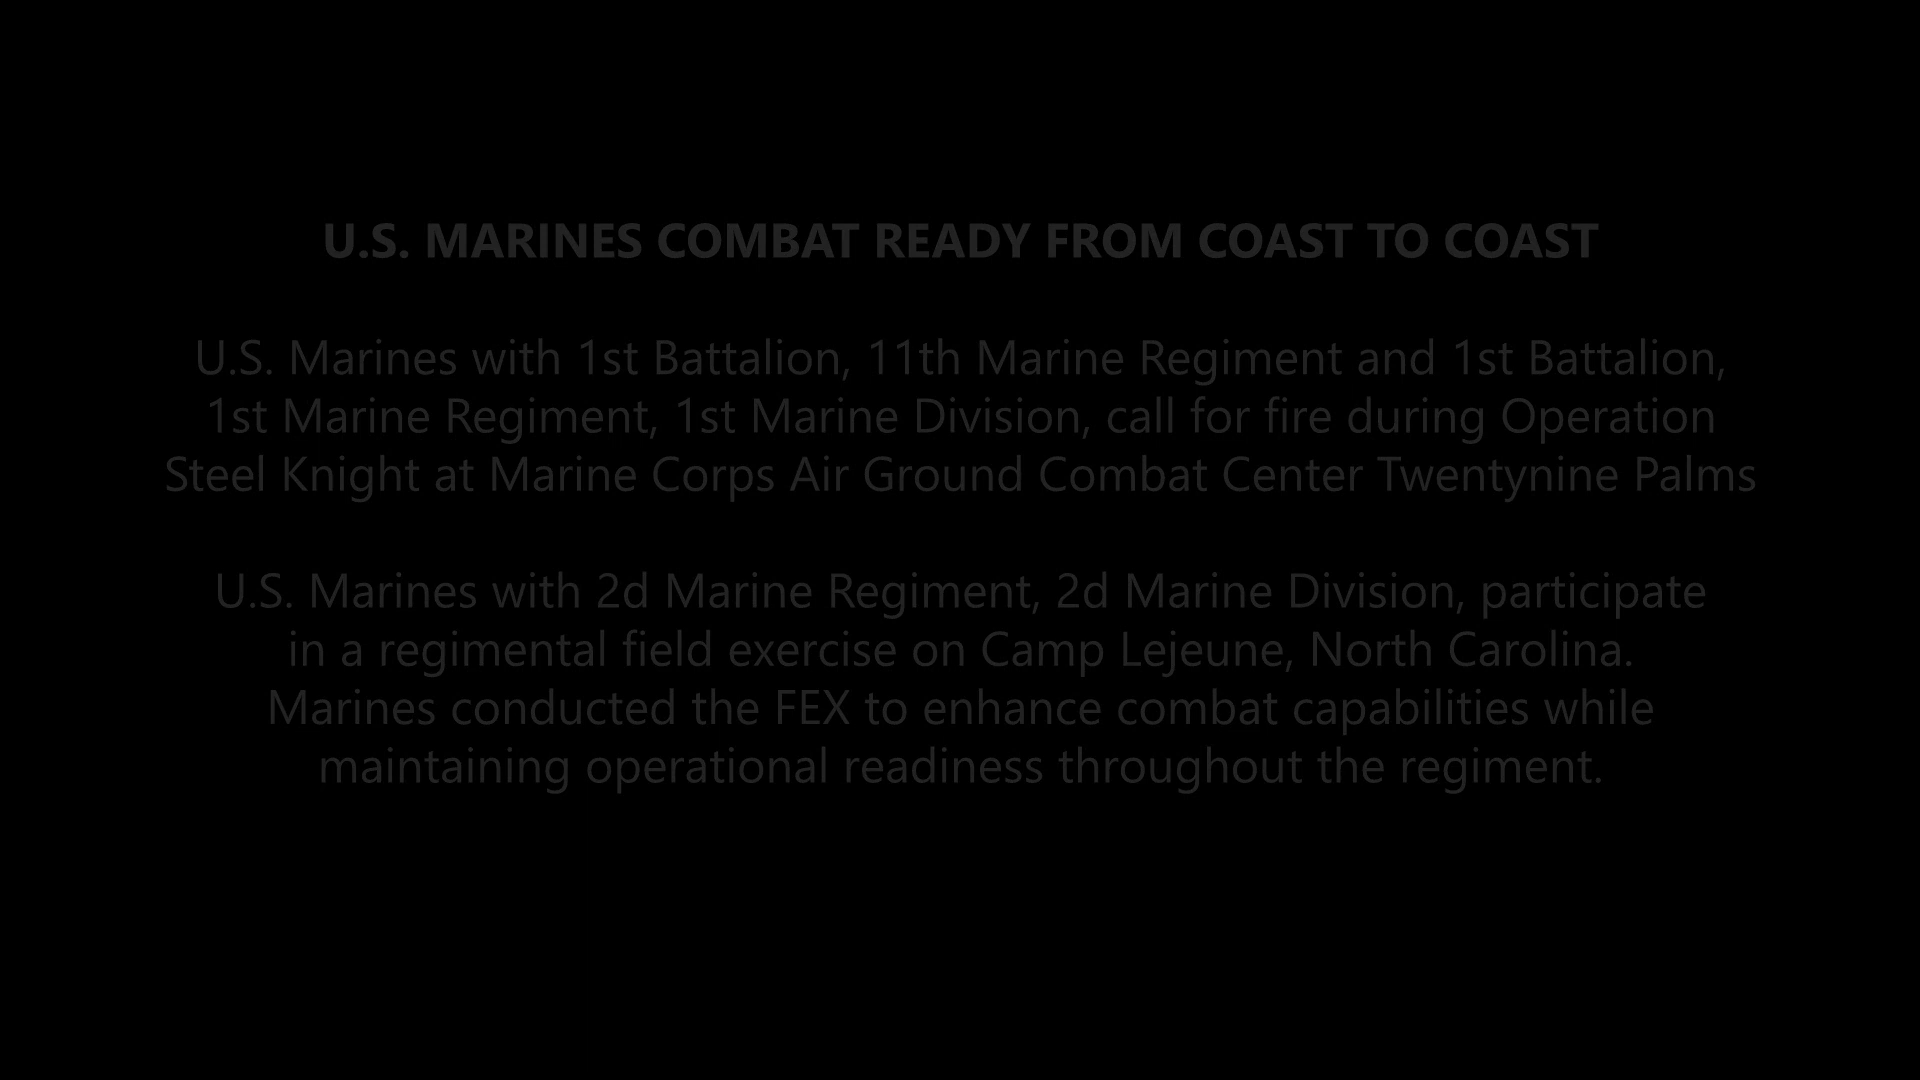 U.S. MARINES COMBAT READY FROM COAST TO COAST
U.S. Marines with 1st Battalion, 11th Marine Regiment and 1st Battalion,
1st Marine Regiment, 1st Marine Division, call for fire during Operation
Steel Knight at Marine Corps Air Ground Combat Center Twentynine Palms
U.S. Marines with 2d Marine Regiment, 2d Marine Division, participate
in a regimental field exercise on Camp Lejeune, North Carolina.
Marines conducted the FEX to enhance combat capabilities while
maintaining operational readiness throughout the regiment.